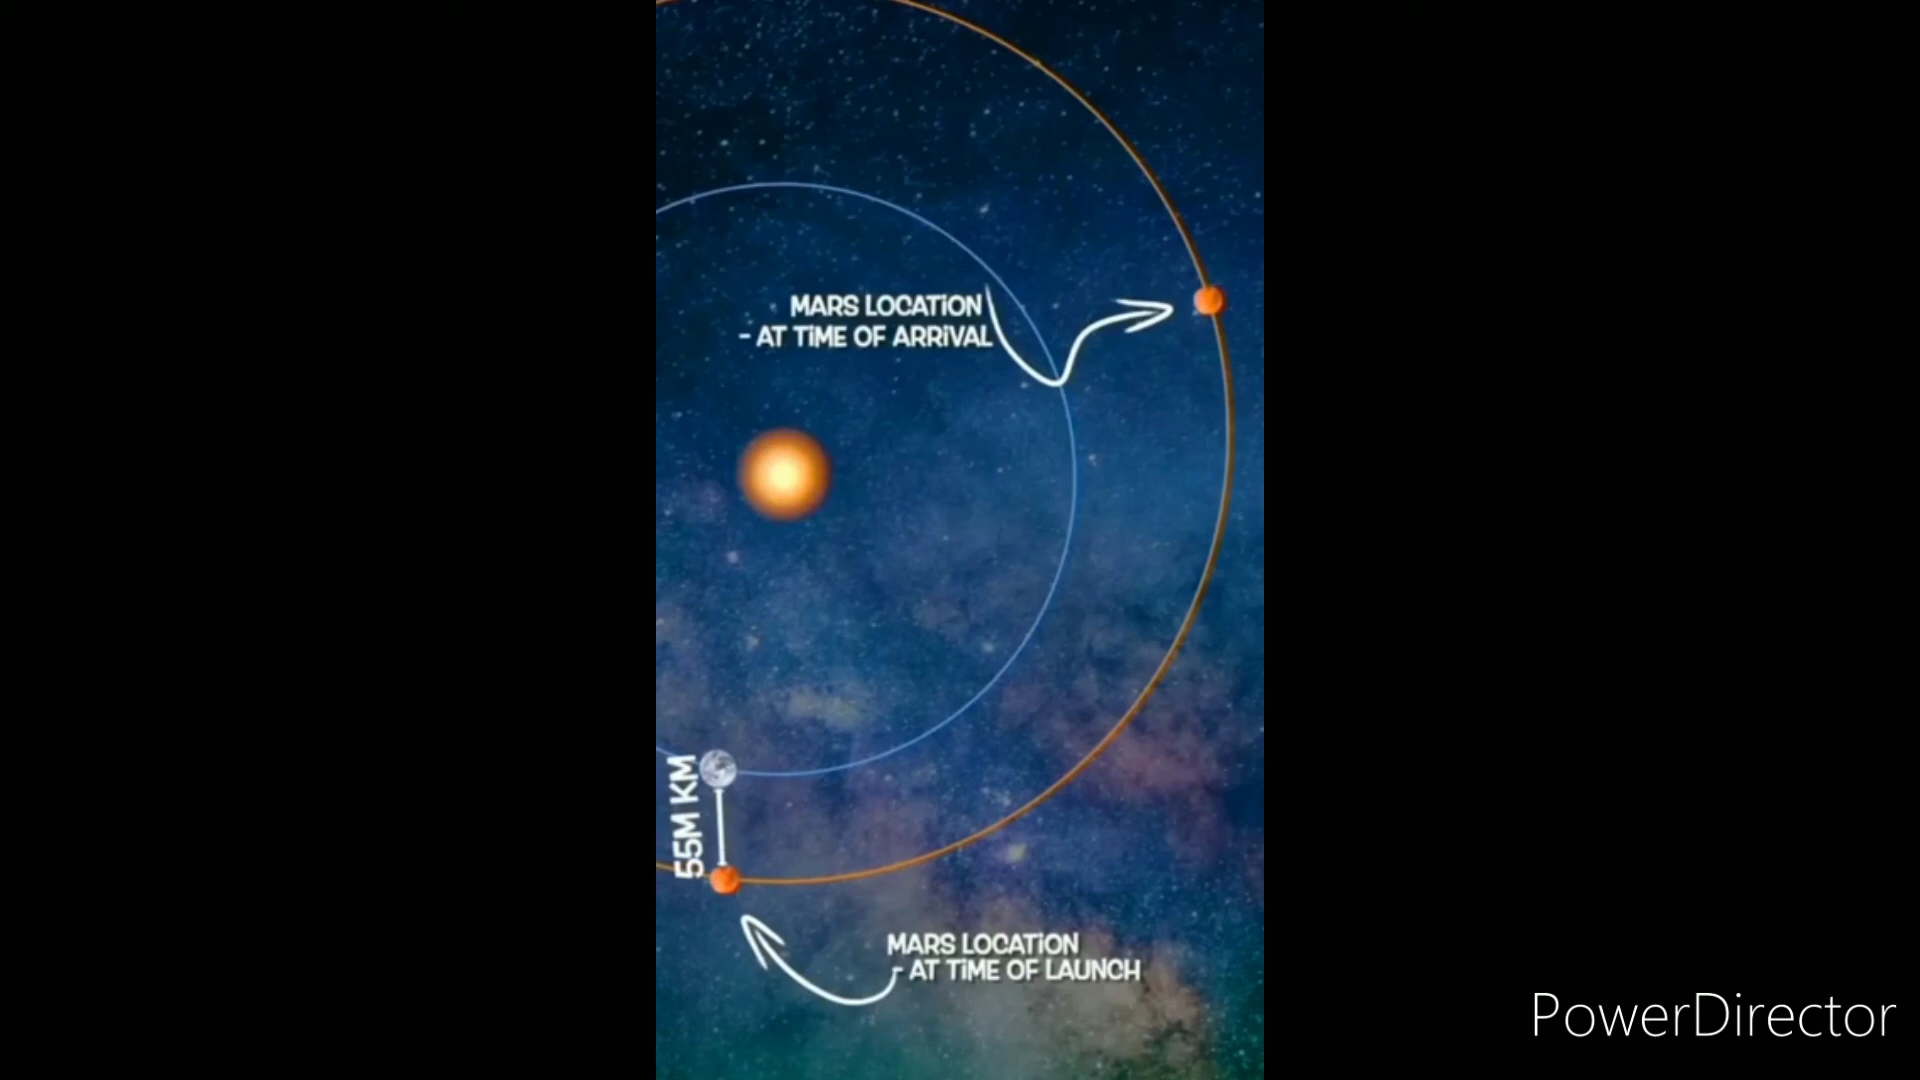 MARS LOCATION
- AT TIME OF ARRIVAL
55M KM
MARS LOCATION
- AT TIME OF LAUNCH
PowerDirector